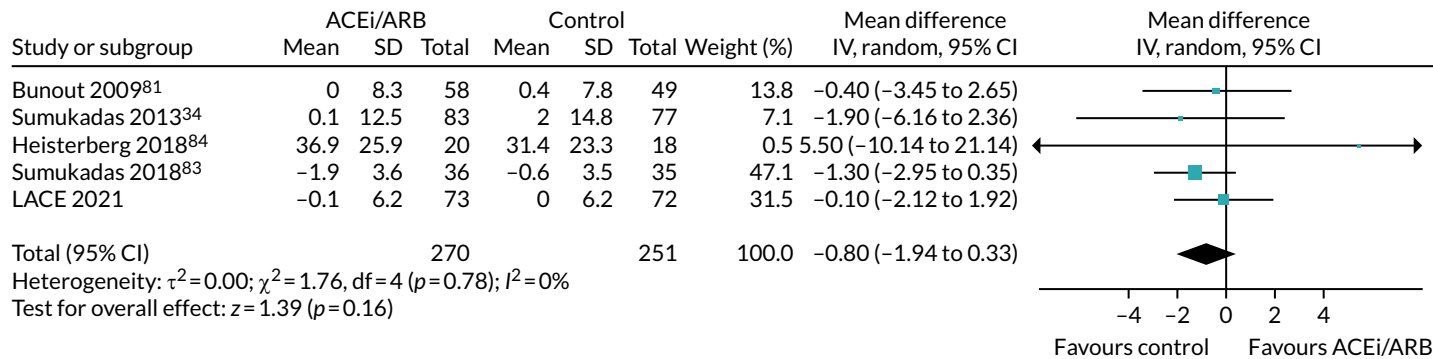 ACEi/ARB Control Mean difference Mean difference
Study or subgroup Mean SD Total Mean SD Total Weight (%) IV, random, 95% CI IV, random, 95% CI
Bunout 2009⁸¹ 0 8.3 58 0.4 7.8 49 13.8 −0.40 (−3.45 to 2.65)
Sumukadas 2013³⁴ 0.1 12.5 83 2 14.8 77 7.1 −1.90 (−6.16 to 2.36)
Heisterberg 2018⁸⁴ 36.9 25.9 20 31.4 23.3 18 0.5 5.50 (−10.14 to 21.14)
Sumukadas 2018⁸³ −1.9 3.6 36 −0.6 3.5 35 47.1 −1.30 (−2.95 to 0.35)
LACE 2021 −0.1 6.2 73 0 6.2 72 31.5 −0.10 (−2.12 to 1.92)
Total (95% CI) 270 251 100.0 −0.80 (−1.94 to 0.33)
Heterogeneity: τ²=0.00; χ²=1.76, df=4 (p=0.78); I²=0%
Test for overall effect: z=1.39 (p=0.16)
−4 −2 0 2 4
Favours control Favours ACEi/ARB